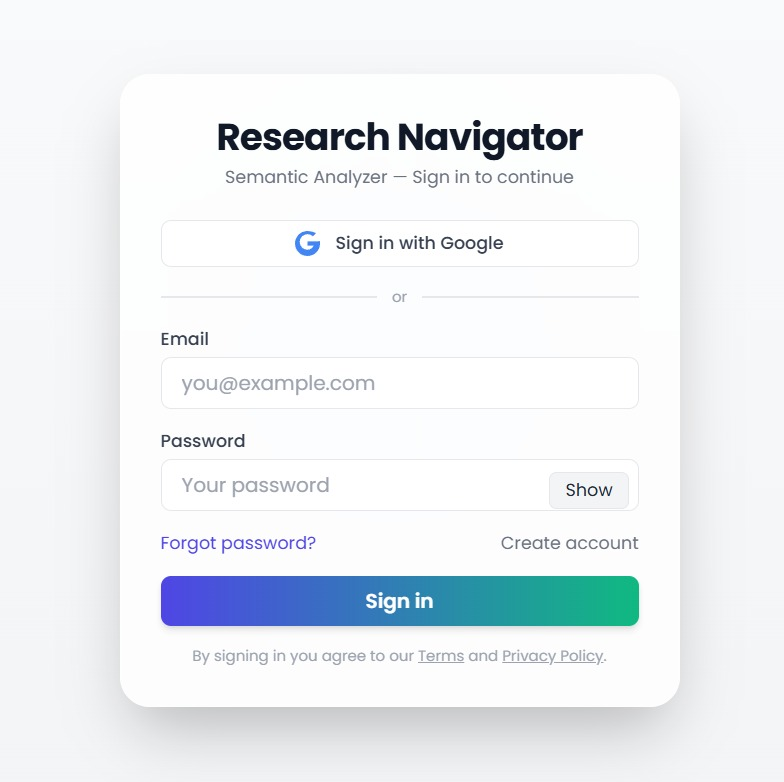 Research Navigator
Semantic Analyzer — Sign in to continue
Sign in with Google
or
Email
you@example.com
Password
Your password
Show
Forgot password?
Create account
Sign in
By signing in you agree to our Terms and Privacy Policy.